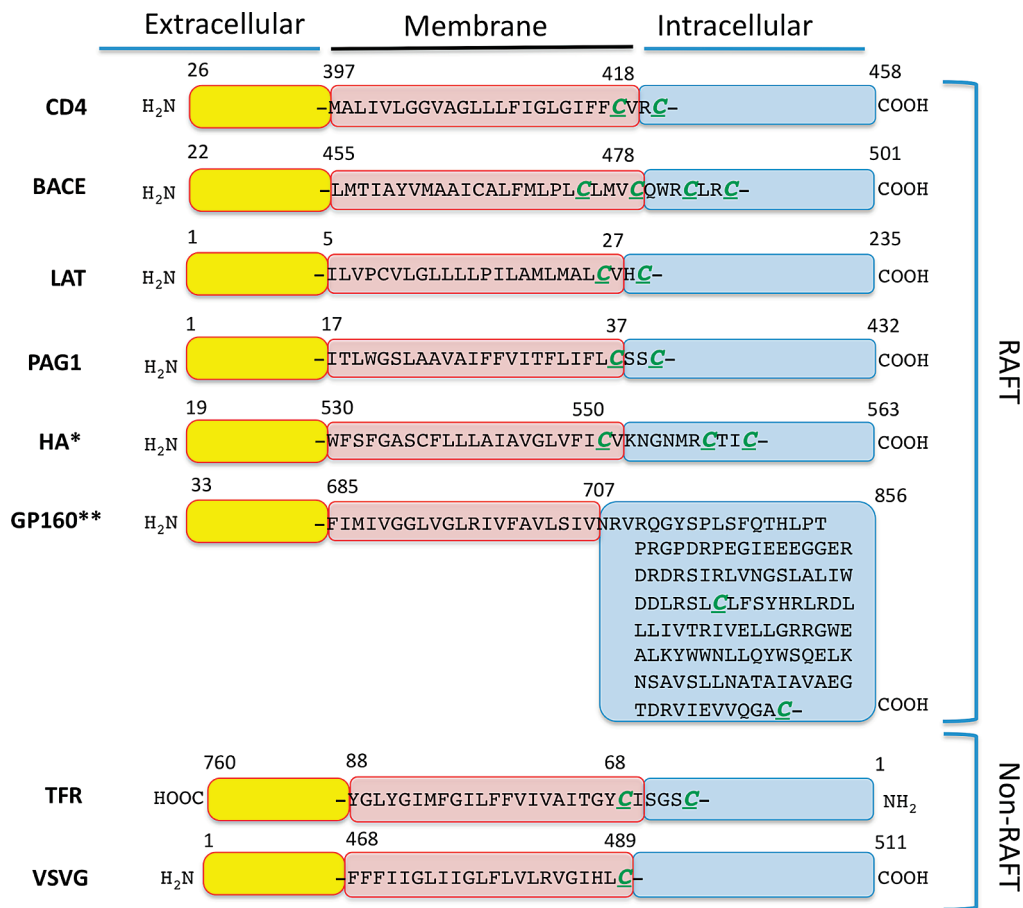 Extracellular Membrane Intracellular
26 397 418 458
CD4 H2N –MALIVLGGVAGLLLFIGLGIFFCVRC– COOH
22 455 478 501
BACE H2N –LMTIAYVMAAICALFMLPLCLMVCQWRCLRC– COOH
1 5 27 235
LAT H2N –ILVPCVLGLLLLPILAMLMALCVHC– COOH
1 17 37 432
PAG1 H2N –ITLWGSLAAVAIFFVITFLIFLCSSC– COOH
19 530 550 563
HA* H2N –WFSFGASCFLLLAIAVGLVFICVKNGNMRCTIC– COOH
33 685 707 856
GP160** H2N –FIMIVGGLVGLRIVFAVLSIVNRVRQGYSPLSFQTHLPT
PRGPDRPEGIEEEGGER
DRDRSIRLVNGSLALIW
DDLRSLCLFSYHRLRDL
LLIVTRIVELLGRRGWE
ALKYWWNLLQYWSQELK
NSAVSLLNATAIAVAEG
TDRVIEVVQGAC– COOH
RAFT
760 88 68 1
TFR HOOC –YGLYGIMFGILFFVIVAITGYCISGSC– NH2
1 468 489 511
VSVG H2N –FFFIIGLIIGLFLVLRVGIHLC– COOH
Non-RAFT